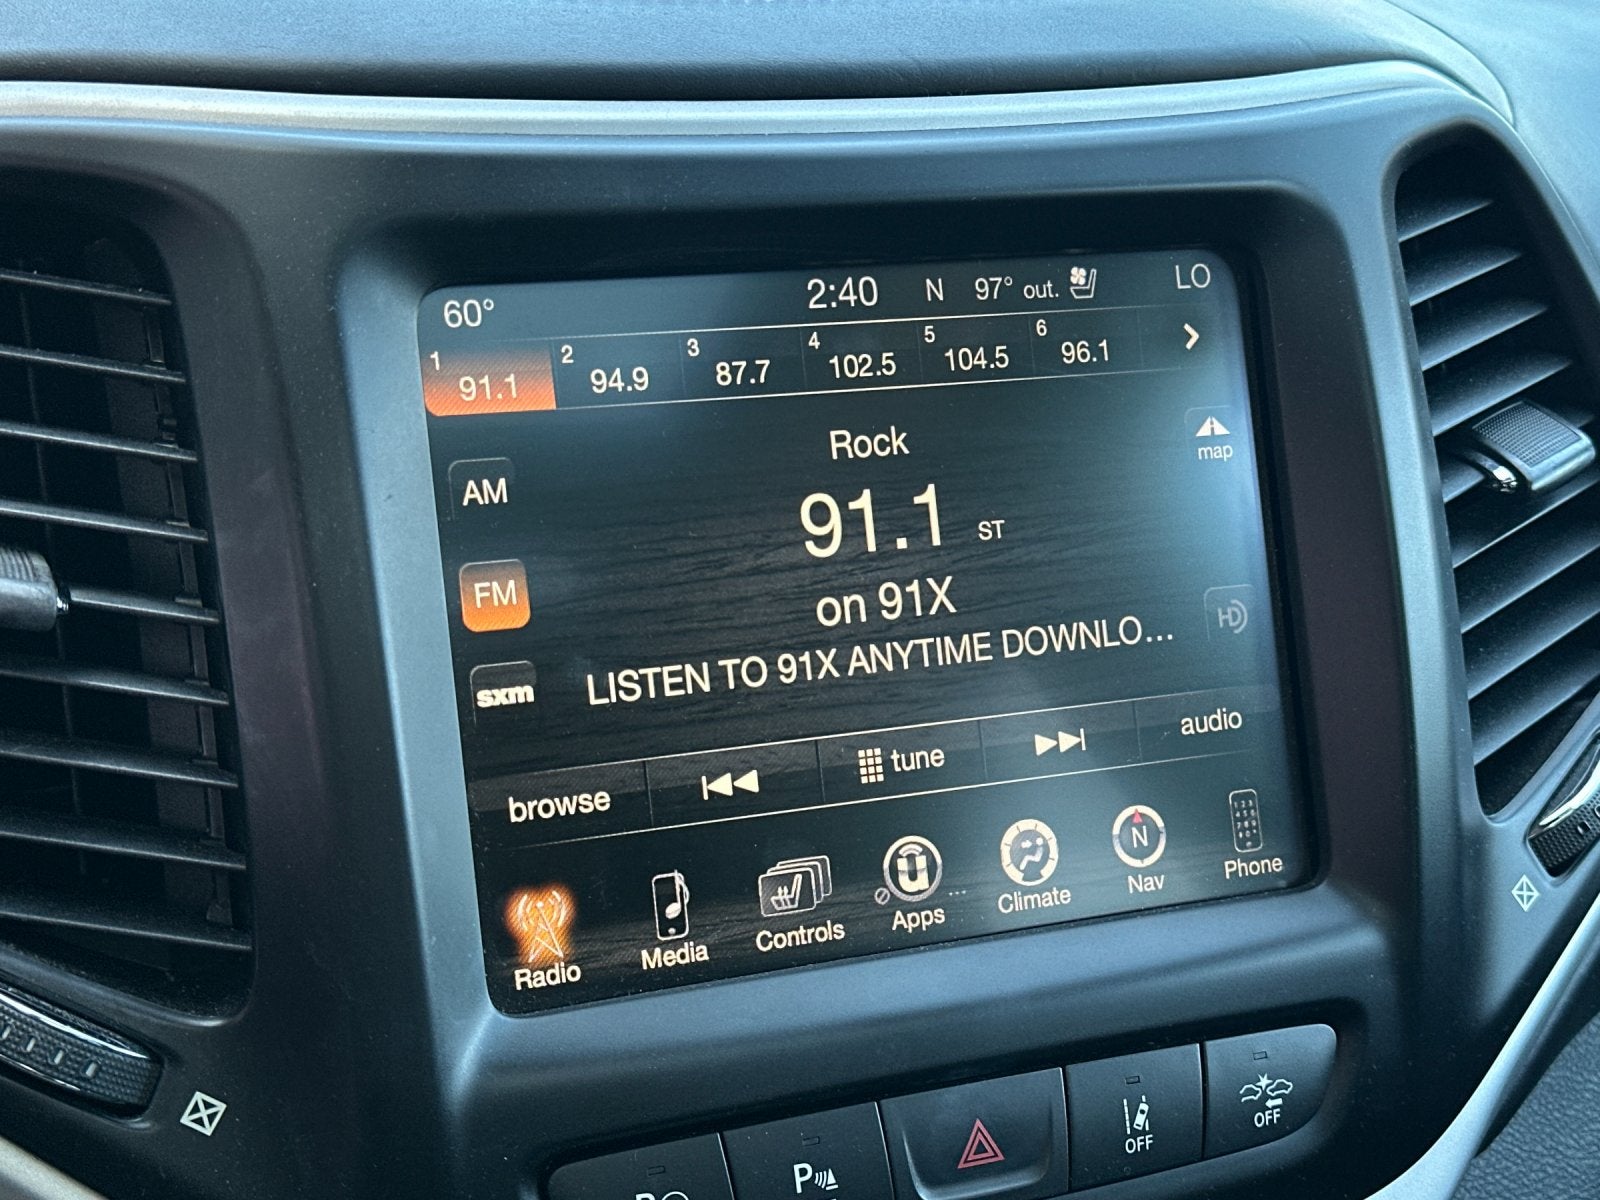 60°
2:40 N 97° out. LO
1 91.1 2 94.9 3 87.7 4 102.5 5 104.5 6 96.1
Rock
map
AM
91.1 ST
FM
on 91X
HD
sxm
LISTEN TO 91X ANYTIME DOWNLO...
browse tune audio
Radio Media Controls Apps ... Climate N Nav Phone
P OFF OFF